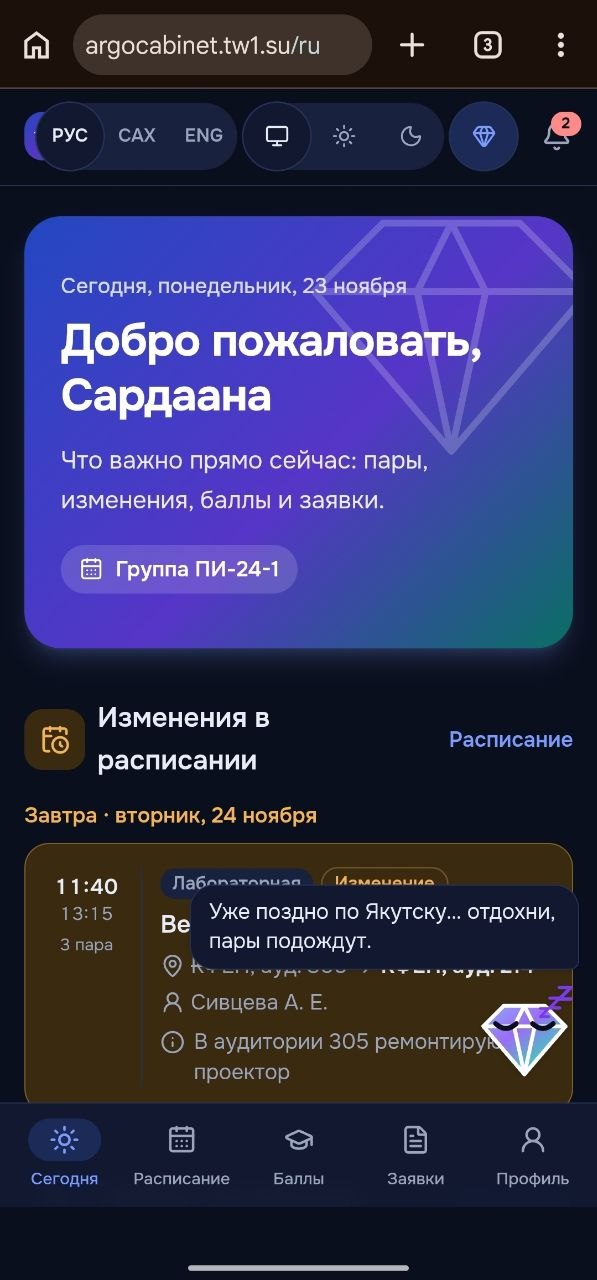 argocabinet.tw1.su/ru
3
РУС
САХ
ENG
2
Сегодня, понедельник, 23 ноября
Добро пожаловать,
Сардаана
Что важно прямо сейчас: пары,
изменения, баллы и заявки.
Группа ПИ-24-1
Изменения в
расписании
Расписание
Завтра · вторник, 24 ноября
11:40
13:15
3 пара
Лабораторная
Изменение
Уже поздно по Якутску... отдохни,
пары подождут.
Сивцева А. Е.
В аудитории 305
проектор
Сегодня
Расписание
Баллы
Заявки
Профиль